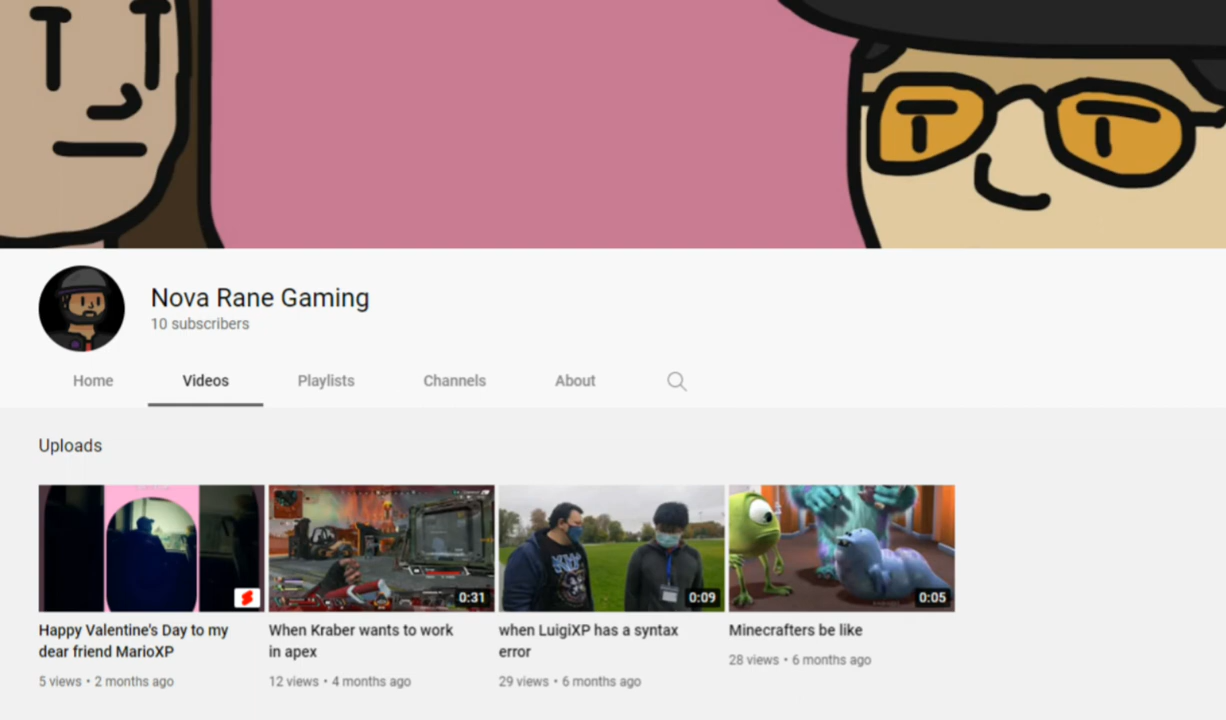 Nova Rane Gaming
10 subscribers
Home Videos Playlists Channels About
Uploads
0:31 0:09 0:05
Happy Valentine's Day to my
dear friend MarioXP
5 views • 2 months ago
When Kraber wants to work
in apex
12 views • 4 months ago
when LuigiXP has a syntax
error
29 views • 6 months ago
Minecrafters be like
28 views • 6 months ago